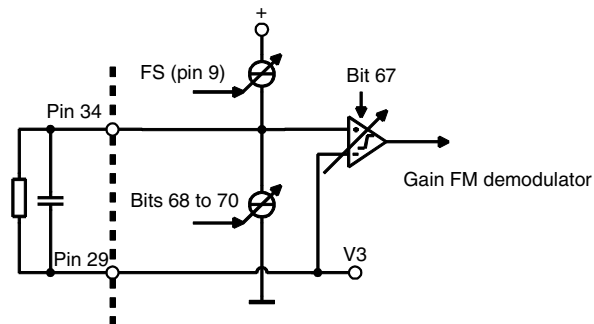 +
FS (pin 9)
Bit 67
Pin 34
+
-
Gain FM demodulator
Bits 68 to 70
Pin 29
V3